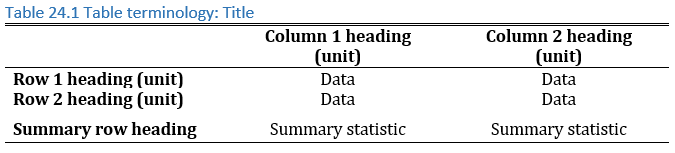 Table 24.1 Table terminology: Title
Column 1 heading Column 2 heading
(unit) (unit)
Row 1 heading (unit) Data Data
Row 2 heading (unit) Data Data
Summary row heading Summary statistic Summary statistic